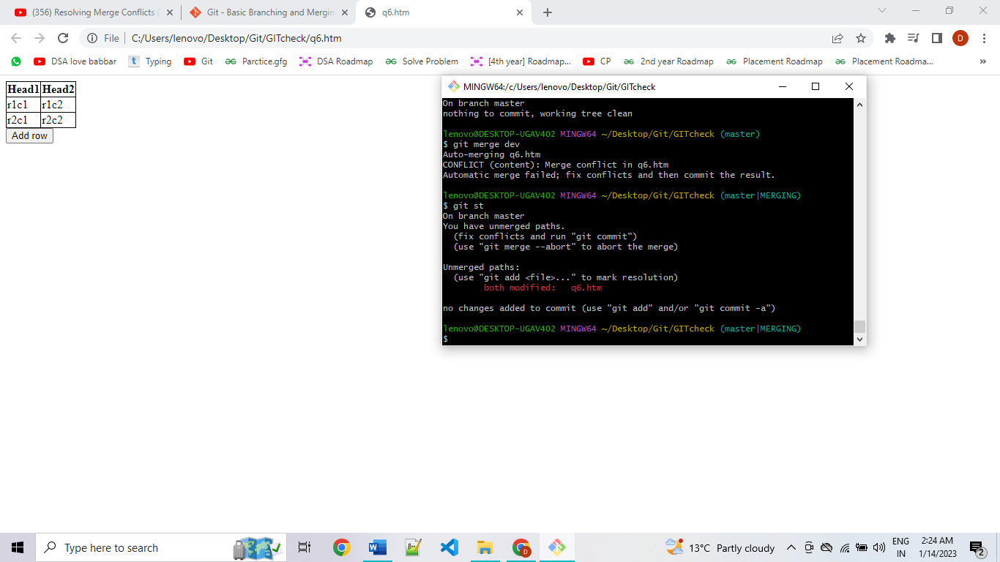 (356) Resolving Merge Conflicts (
Git - Basic Branching and Mergin
q6.htm
File
C:/Users/lenovo/Desktop/Git/GITcheck/q6.htm
D
DSA love babbar
t Typing
Git
Parctice.gfg
DSA Roadmap
Solve Problem
[4th year] Roadmap...
CP
2nd year Roadmap
Placement Roadmap
Placement Roadma...
»
Head1 Head2
r1c1 r1c2
r2c1 r2c2
Add row
MINGW64:/c/Users/lenovo/Desktop/Git/GITcheck
On branch master
nothing to commit, working tree clean
lenovo@DESKTOP-UGAV4O2 MINGW64 ~/Desktop/Git/GITcheck (master)
$ git merge dev
Auto-merging q6.htm
CONFLICT (content): Merge conflict in q6.htm
Automatic merge failed; fix conflicts and then commit the result.
lenovo@DESKTOP-UGAV4O2 MINGW64 ~/Desktop/Git/GITcheck (master|MERGING)
$ git st
On branch master
You have unmerged paths.
(fix conflicts and run "git commit")
(use "git merge --abort" to abort the merge)
Unmerged paths:
(use "git add <file>..." to mark resolution)
both modified: q6.htm
no changes added to commit (use "git add" and/or "git commit -a")
lenovo@DESKTOP-UGAV4O2 MINGW64 ~/Desktop/Git/GITcheck (master|MERGING)
$
Type here to search
W
D
13°C Partly cloudy
ENG
IN
2:24 AM
1/14/2023
2